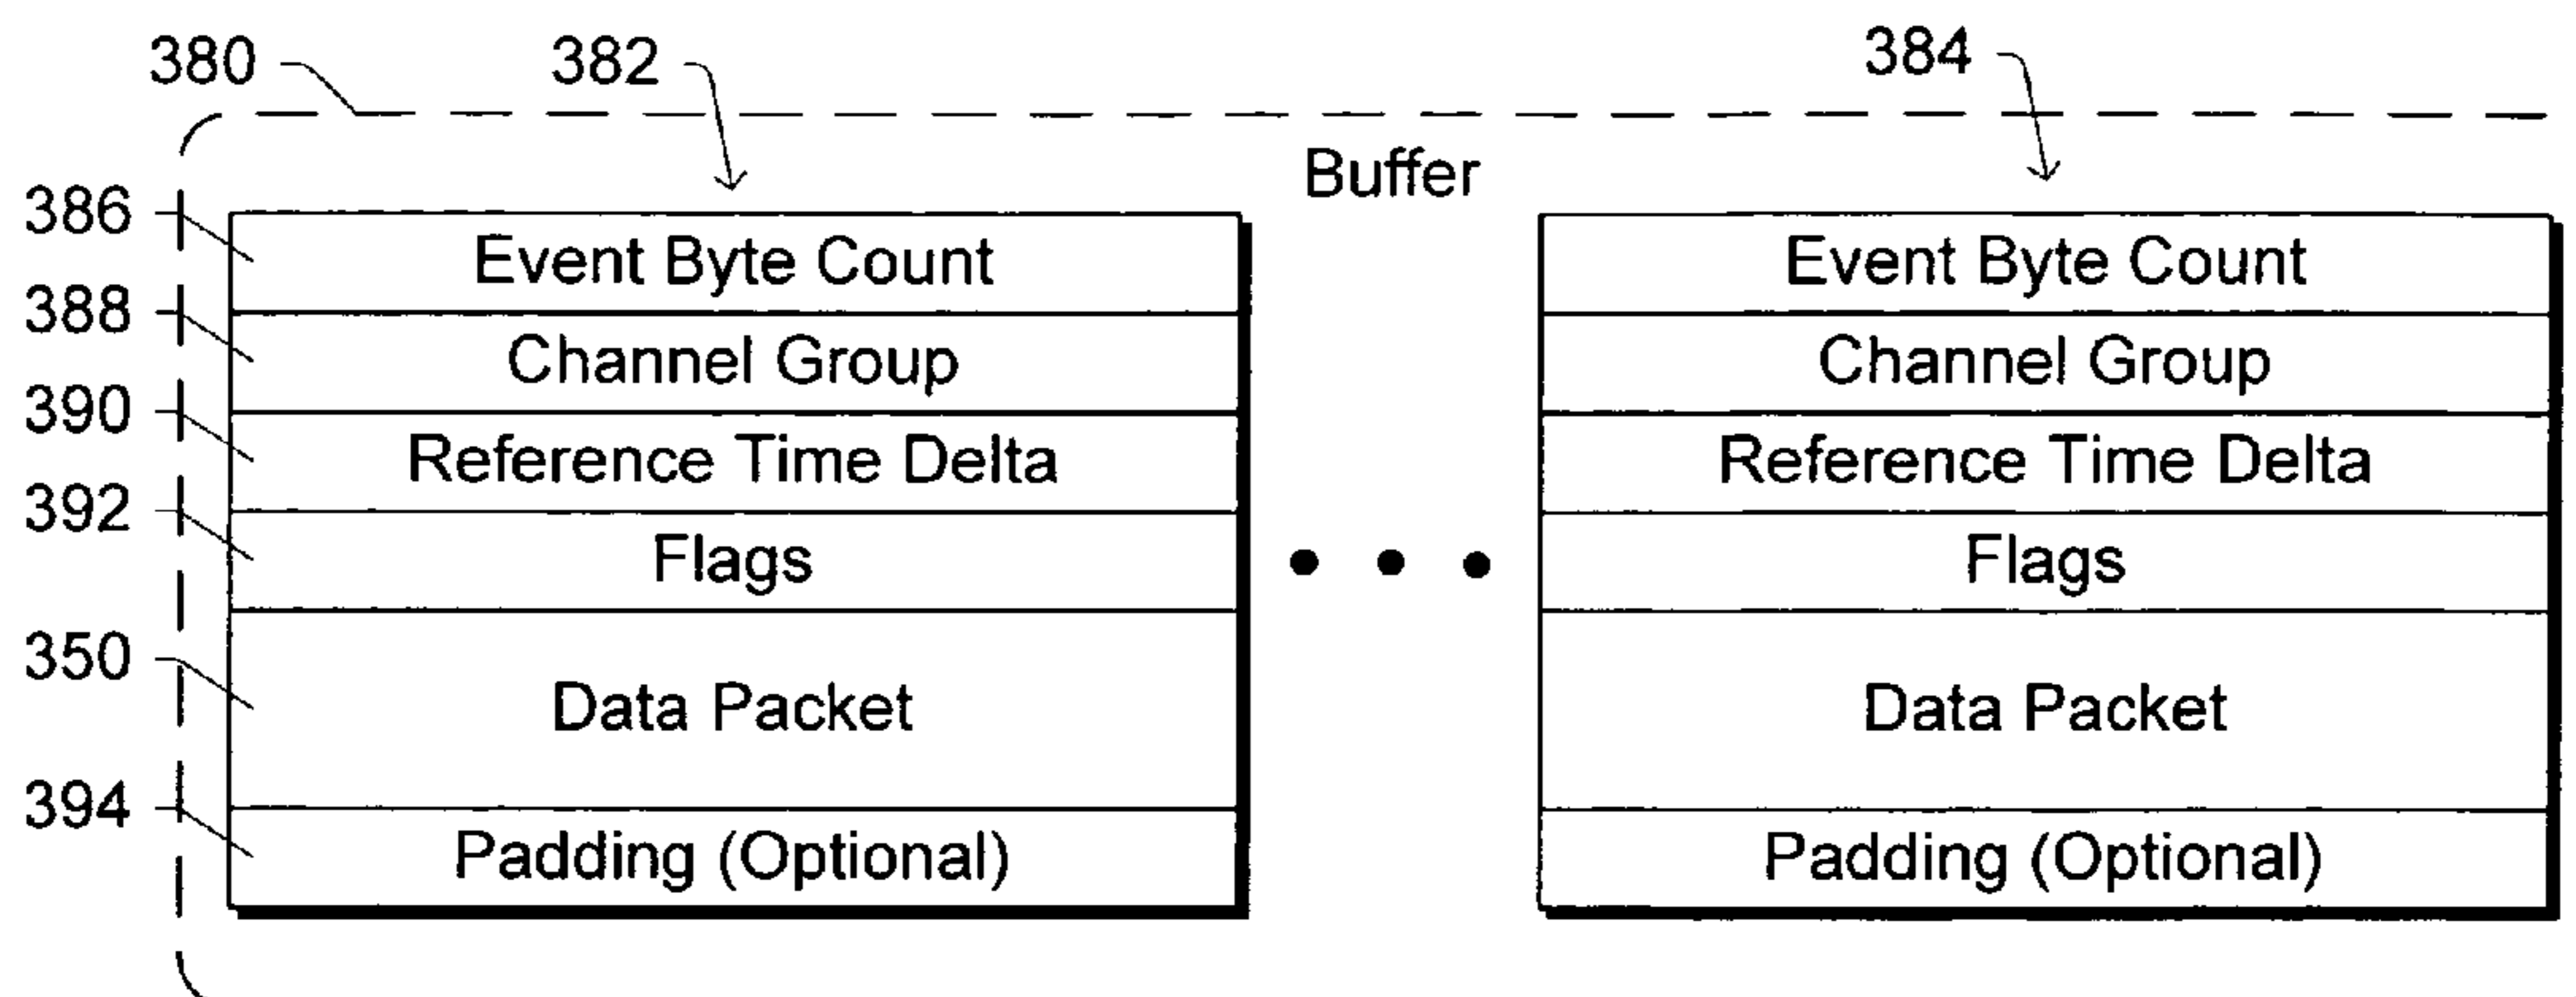 380 382 384
Buffer
386 Event Byte Count Event Byte Count
388 Channel Group Channel Group
390 Reference Time Delta Reference Time Delta
392 Flags Flags
350 Data Packet Data Packet
394 Padding (Optional) Padding (Optional)